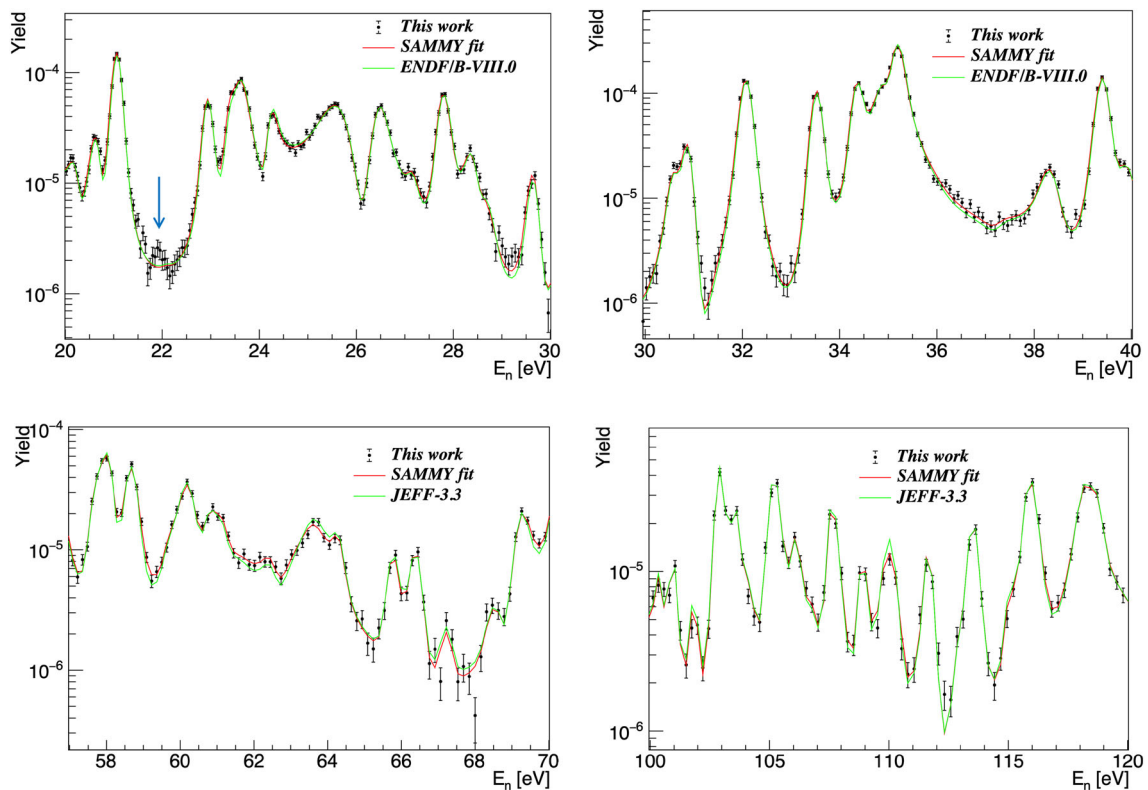 Yield
This work
SAMMY fit
ENDF/B-VIII.0
10⁻⁴
10⁻⁵
10⁻⁶
20 22 24 26 28 30
Eₙ [eV]
Yield
This work
SAMMY fit
ENDF/B-VIII.0
10⁻⁴
10⁻⁵
10⁻⁶
30 32 34 36 38 40
Eₙ [eV]
Yield
This work
SAMMY fit
JEFF-3.3
10⁻⁴
10⁻⁵
10⁻⁶
58 60 62 64 66 68 70
Eₙ [eV]
Yield
This work
SAMMY fit
JEFF-3.3
10⁻⁵
10⁻⁶
100 105 110 115 120
Eₙ [eV]